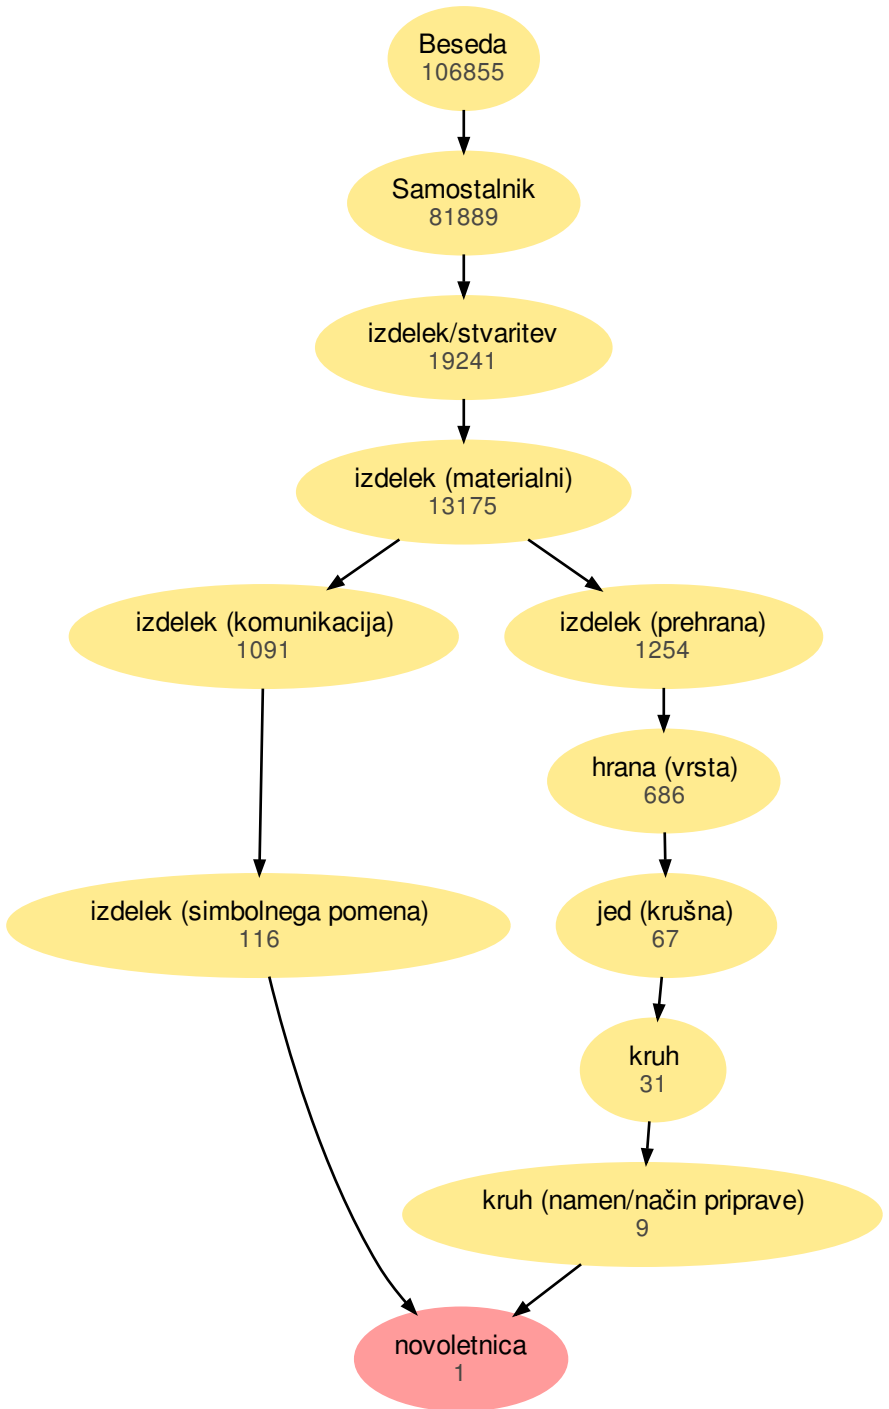 Beseda
106855
Samostalnik
81889
izdelek/stvaritev
19241
izdelek (materialni)
13175
izdelek (komunikacija)
1091
izdelek (prehrana)
1254
hrana (vrsta)
686
izdelek (simbolnega pomena)
116
jed (krušna)
67
kruh
31
kruh (namen/način priprave)
9
novoletnica
1